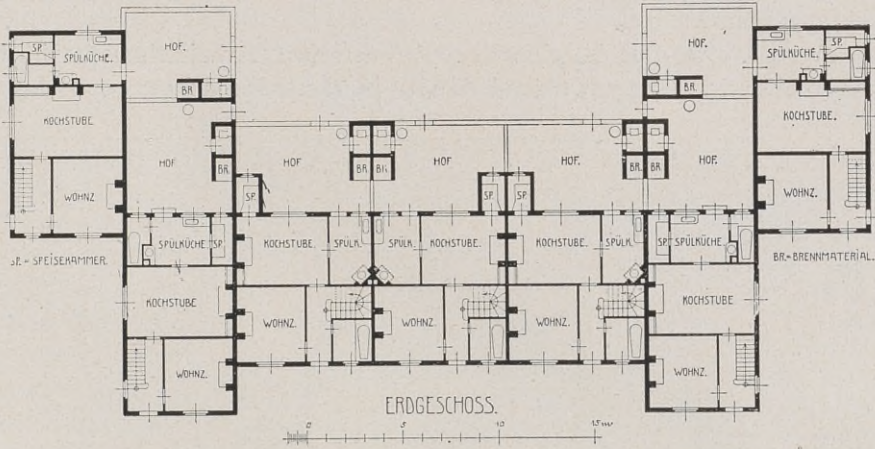 HOF.
HOF.
SP.
SPÜLKÜCHE.
SPÜLKÜCHE.
SP.
BR.
BR.
KOCHSTUBE.
KOCHSTUBE.
HOF
HOF
HOF
HOF.
HOF.
BR.
BR.
BR.
BR.
BR.
WOHNZ.
SP.
SP.
SP.
WOHNZ.
SPÜLKÜCHE
SP.
KOCHSTUBE.
SPÜLK.
SPÜLK.
KOCHSTUBE.
KOCHSTUBE.
SPÜLK.
SP.
SPÜLKÜCHE
SP. = SPEISEKAMMER.
BR.= BRENNMATERIAL.
KOCHSTUBE
KOCHSTUBE
WOHNZ.
WOHNZ.
WOHNZ.
WOHNZ.
WOHNZ.
ERDGESCHOSS.
0 5 10 15 m